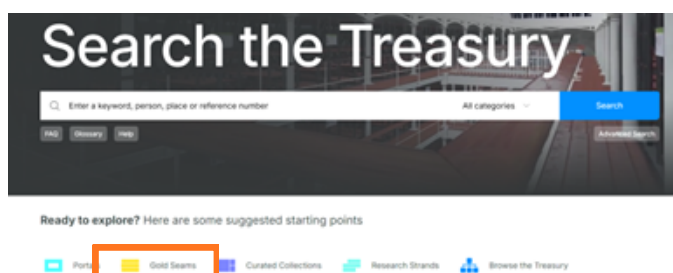 Search the Treasury
Enter a keyword, person, place or reference number All categories Search
FAQ Glossary Help Advanced Search
Ready to explore? Here are some suggested starting points
Portals Gold Seams Curated Collections Research Strands Browse the Treasury